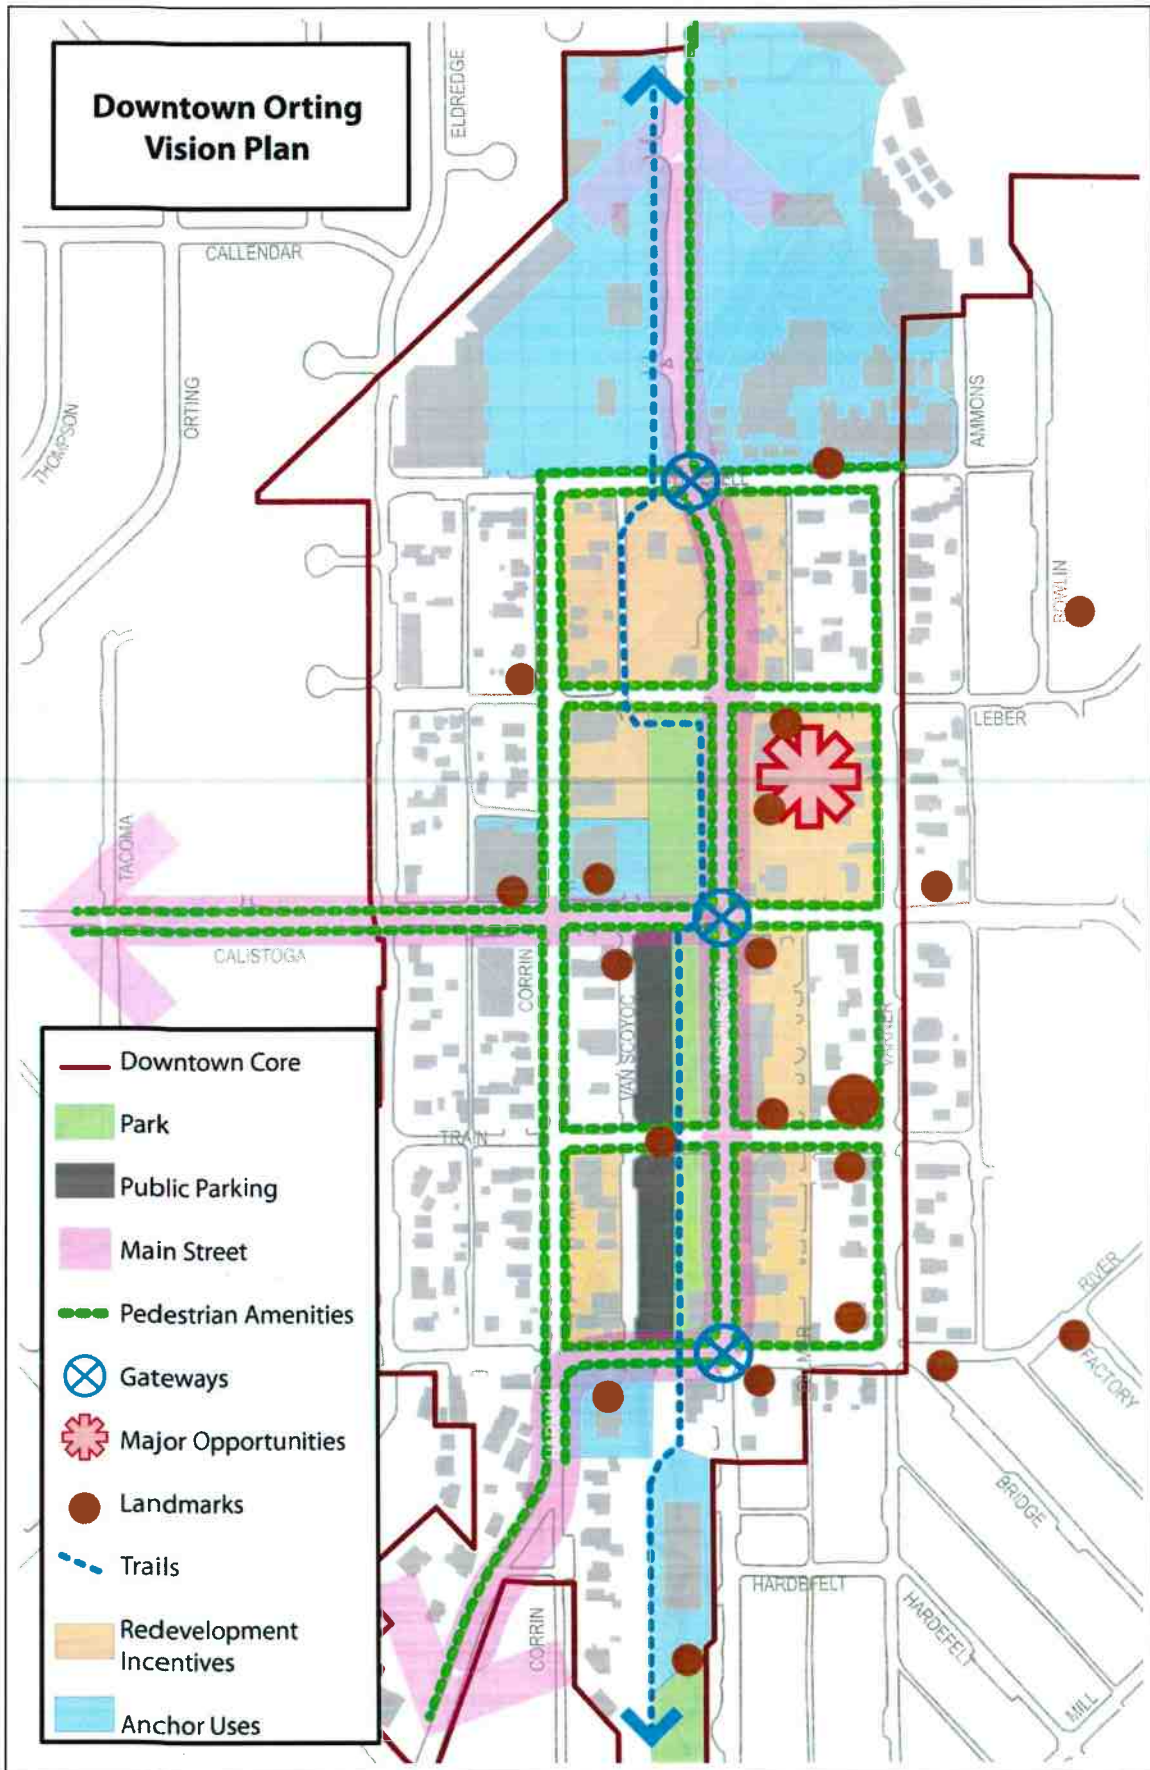 Downtown Orting
Vision Plan
ELDREDGE
CALLENDAR
ORTING
THOMPSON
AMMONS
BOWLIN
LEBER
TACOMA
CALISTOGA
CORRIN
VAN SCOYOC
VARNER
TRAIN
RIVER
FACTORY
BRIDGE
HARDEFELT
HARDEFELT
MILL
CORRIN
Downtown Core
Park
Public Parking
Main Street
Pedestrian Amenities
Gateways
Major Opportunities
Landmarks
Trails
Redevelopment
Incentives
Anchor Uses